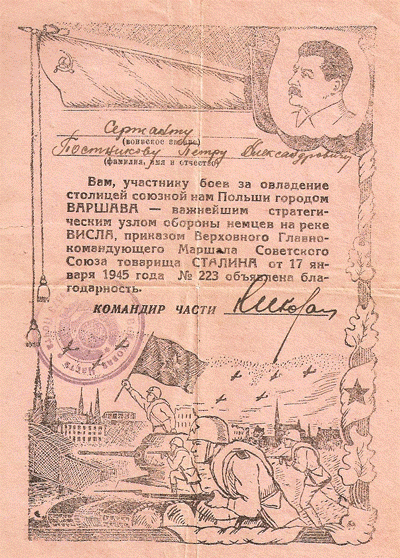 Сержанту
(воинское звание)
Постникову Петру Александровичу
(фамилия, имя и отчество)
Вам, участнику боев за овладение
столицей союзной нам Польши городом
ВАРШАВА — важнейшим стратеги-
ческим узлом обороны немцев на реке
ВИСЛА, приказом Верховного Главно-
командующего Маршала Советского
Союза товарища СТАЛИНА от 17 ян-
варя 1945 года № 223 объявлена бла-
годарность.
КОМАНДИР ЧАСТИ